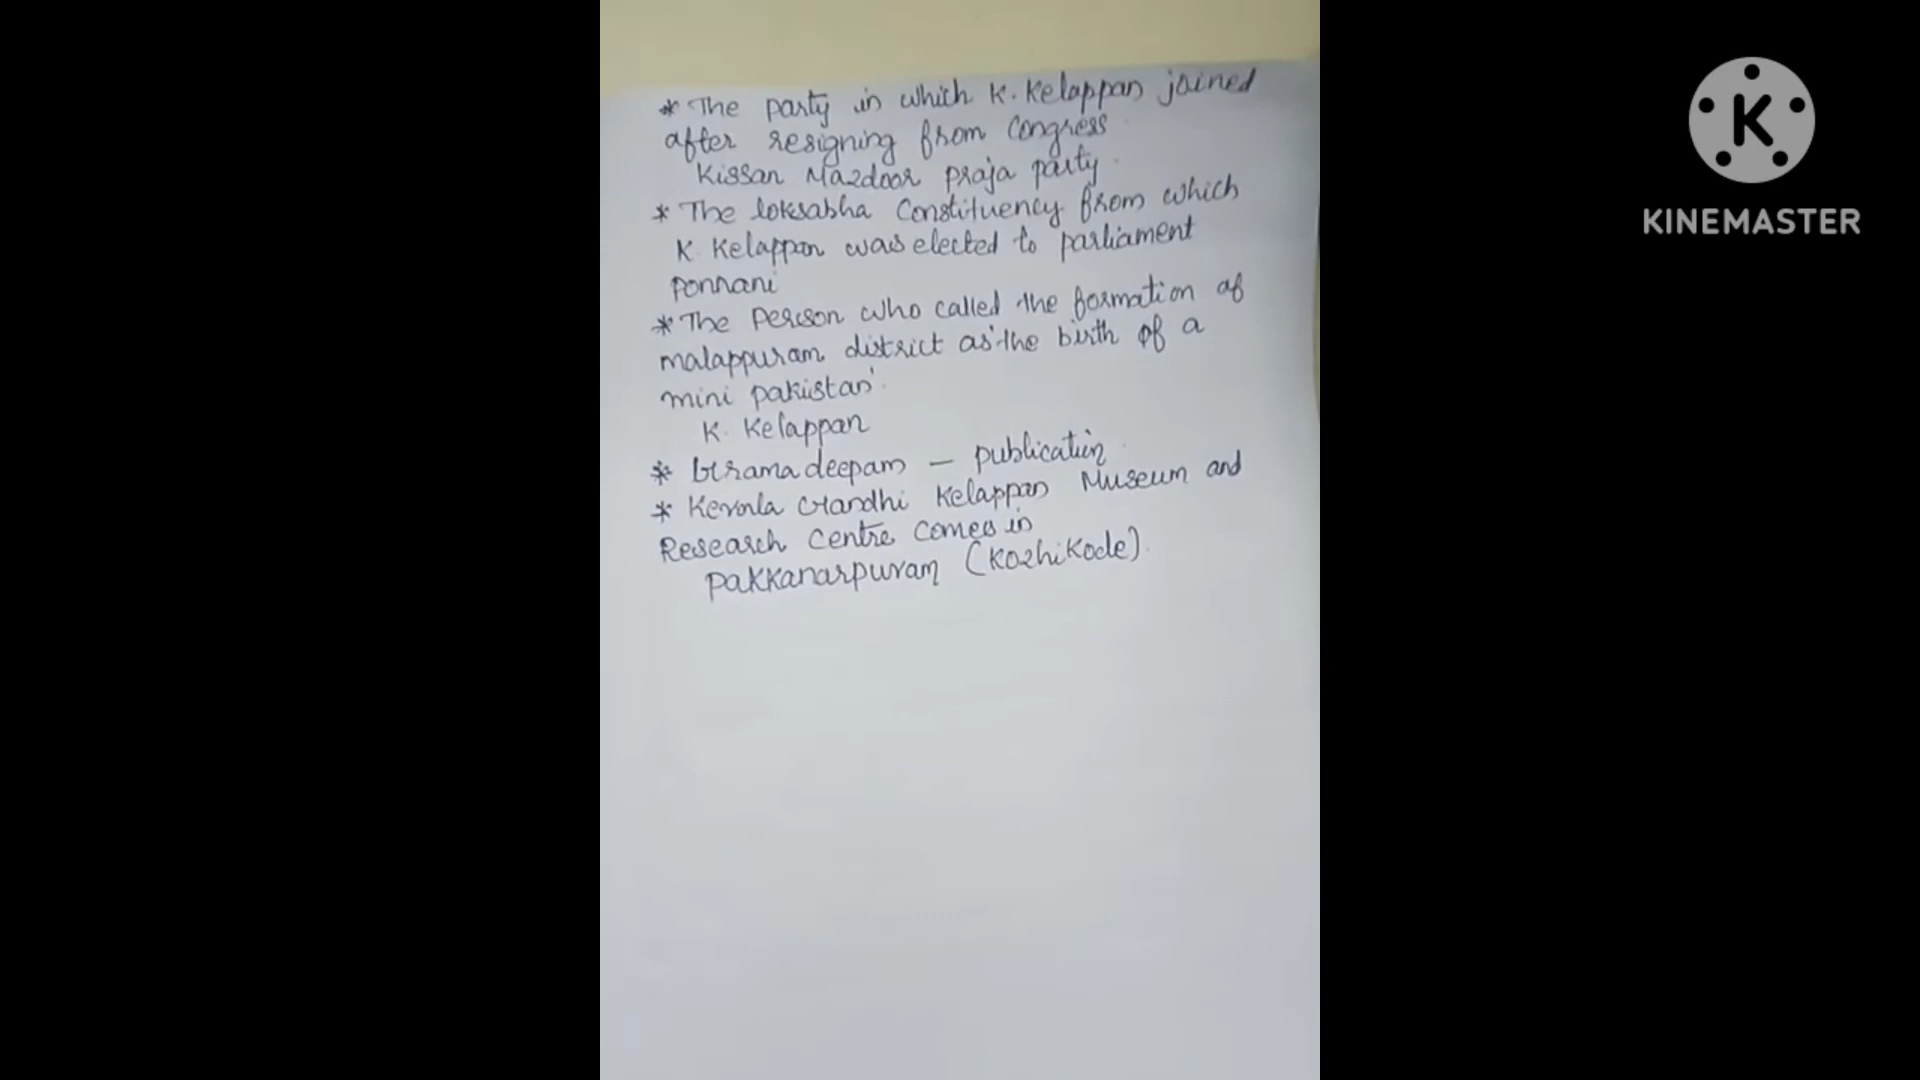 * The party in which K. Kelappan joined
after resigning from Congress
Kissan Mazdoor praja party
* The loksabha Constituency from which
K Kelappan was elected to parliament
ponnani
* The person who called the formation of
malappuram district as 'the birth of a
mini pakistan'
K. Kelappan
* Gramadeepam – publication
* Kerala Gandhi Kelappan Museum and
Research Centre comes in
pakkanarpuram (Kozhikode).
K
KINEMASTER